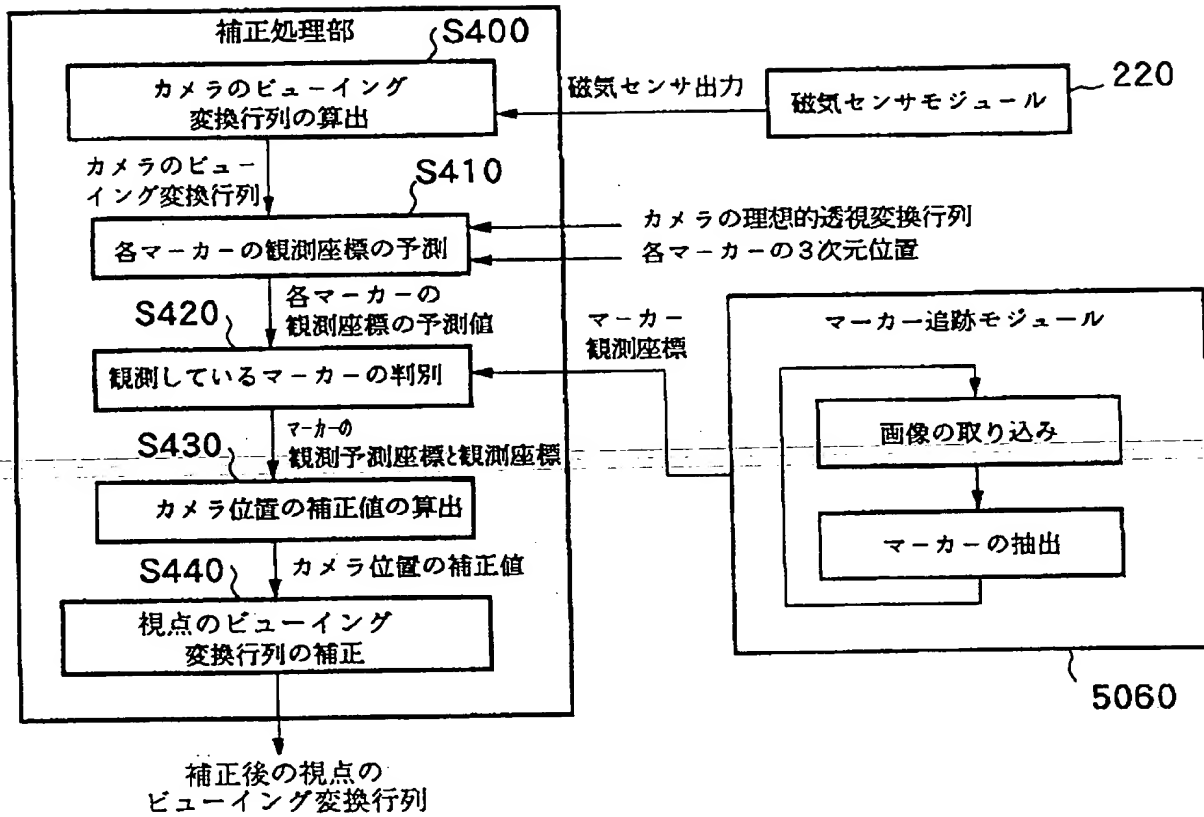 補正処理部
S400
カメラのビューイング
変換行列の算出
磁気センサ出力
磁気センサモジュール
220
カメラのビュー
イング変換行列
S410
各マーカーの観測座標の予測
カメラの理想的透視変換行列
各マーカーの3次元位置
各マーカーの
観測座標の予測値
S420
観測しているマーカーの判別
マーカー
観測座標
マーカーの
観測予測座標と観測座標
S430
カメラ位置の補正値の算出
カメラ位置の補正値
S440
視点のビューイング
変換行列の補正
補正後の視点の
ビューイング変換行列
マーカー追跡モジュール
画像の取り込み
マーカーの抽出
5060